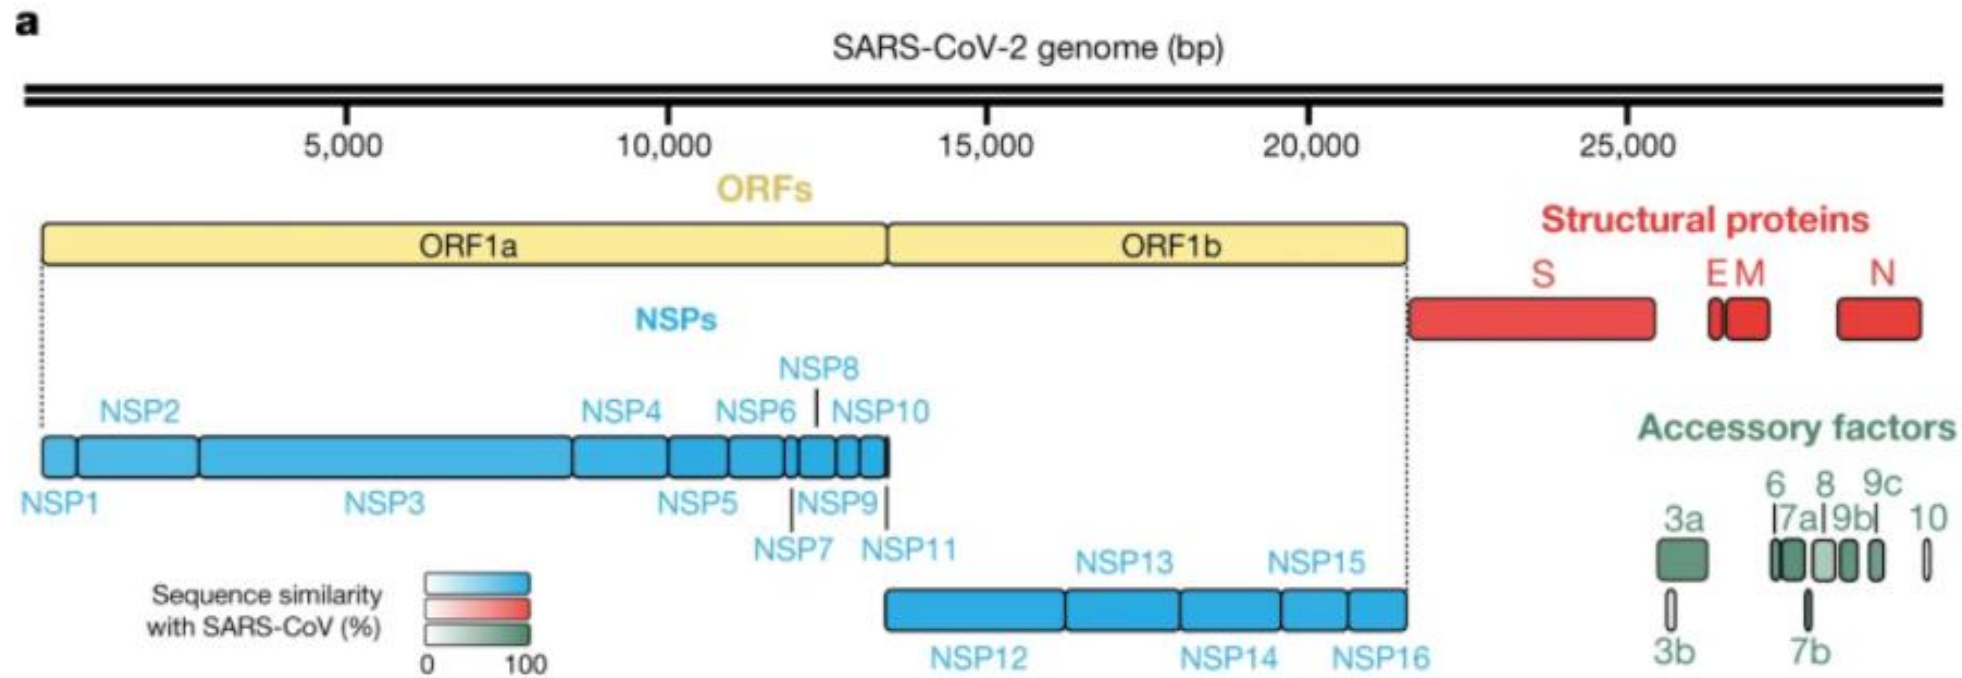 a
SARS-CoV-2 genome (bp)
5,000 10,000 15,000 20,000 25,000
ORFs
ORF1a ORF1b
Structural proteins
S E M N
NSPs
NSP8
NSP2 NSP4 NSP6 NSP10
NSP1 NSP3 NSP5 NSP9
NSP7 NSP11
Accessory factors
6 8 9c
3a 7a 9b 10
3b 7b
NSP13 NSP15
NSP12 NSP14 NSP16
Sequence similarity
with SARS-CoV (%)
0 100